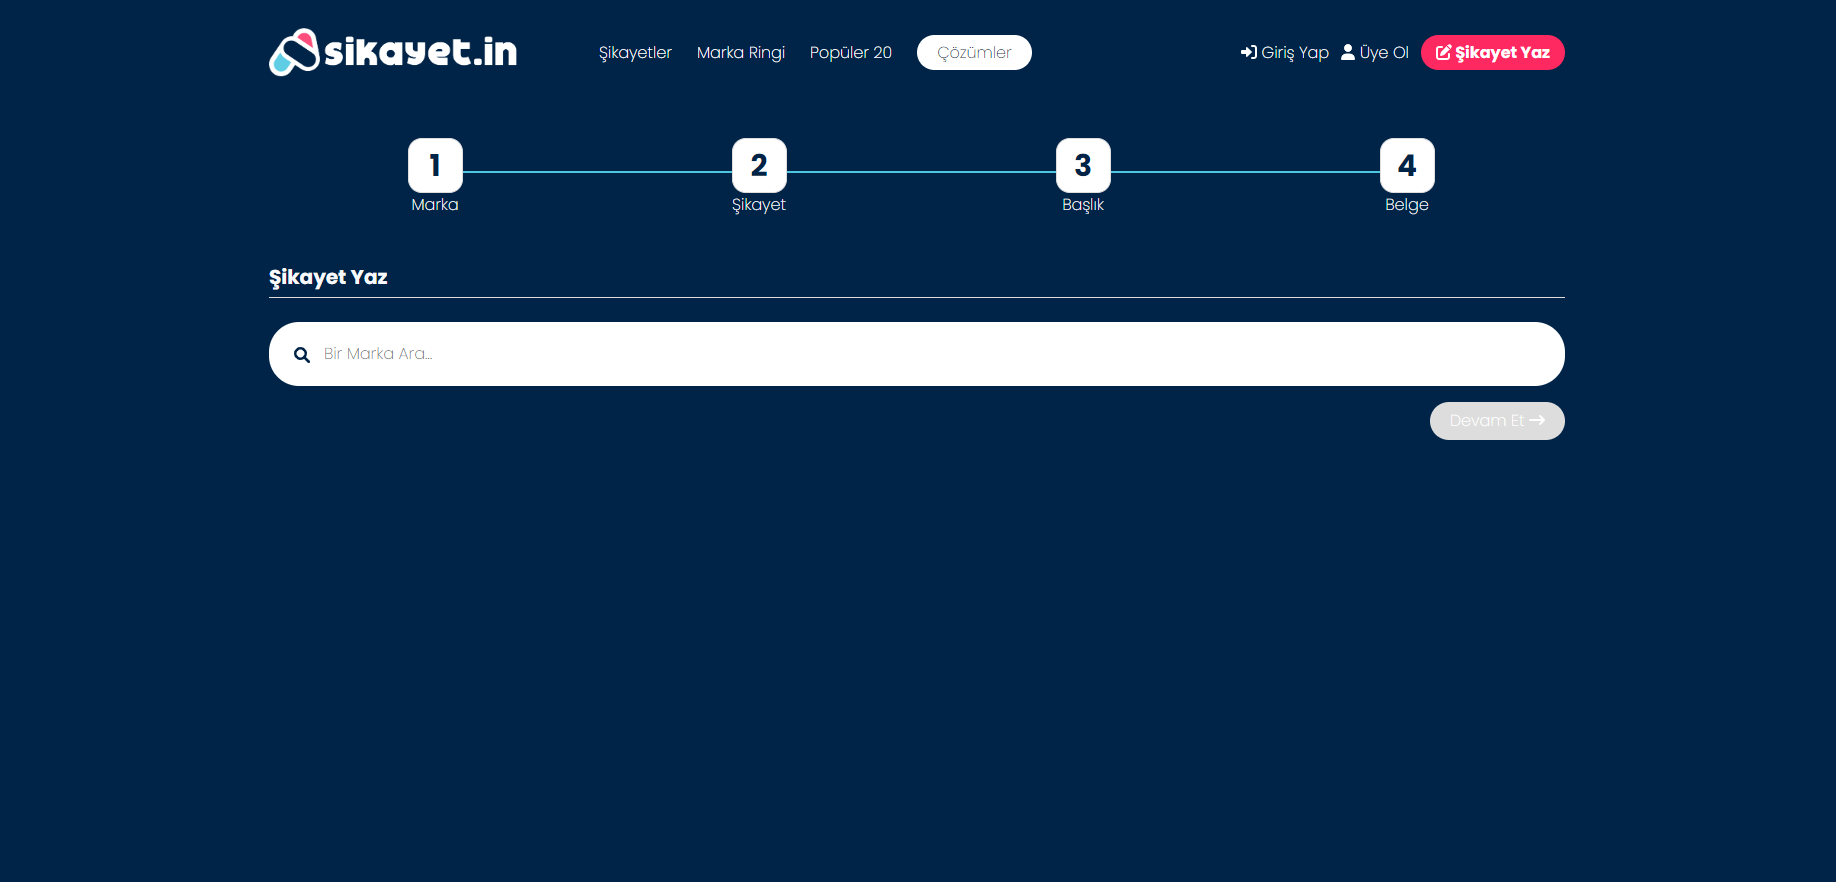 sikayet.in
Şikayetler Marka Ringi Popüler 20 Çözümler Giriş Yap Üye Ol Şikayet Yaz
1 2 3 4
Marka Şikayet Başlık Belge
Şikayet Yaz
Bir Marka Ara...
Devam Et →